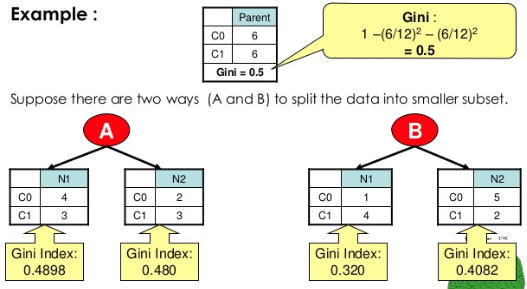 Example :
Parent
C0 6
C1 6
Gini = 0.5
Gini :
1 –(6/12)² – (6/12)²
= 0.5
Suppose there are two ways (A and B) to split the data into smaller subset.
A
B
N1
C0 4
C1 3
N2
C0 2
C1 3
N1
C0 1
C1 4
N2
C0 5
C1 2
Gini Index:
0.4898
Gini Index:
0.480
Gini Index:
0.320
Gini Index:
0.4082